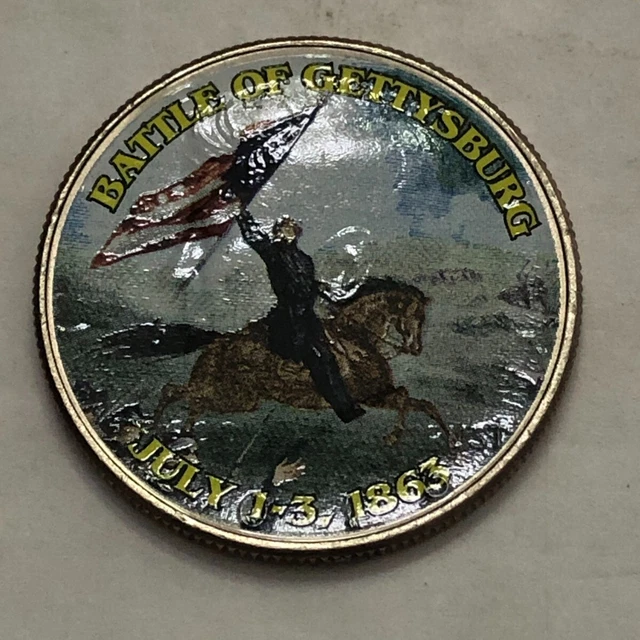 BATTLE OF GETTYSBURG
JULY 1-3, 1863